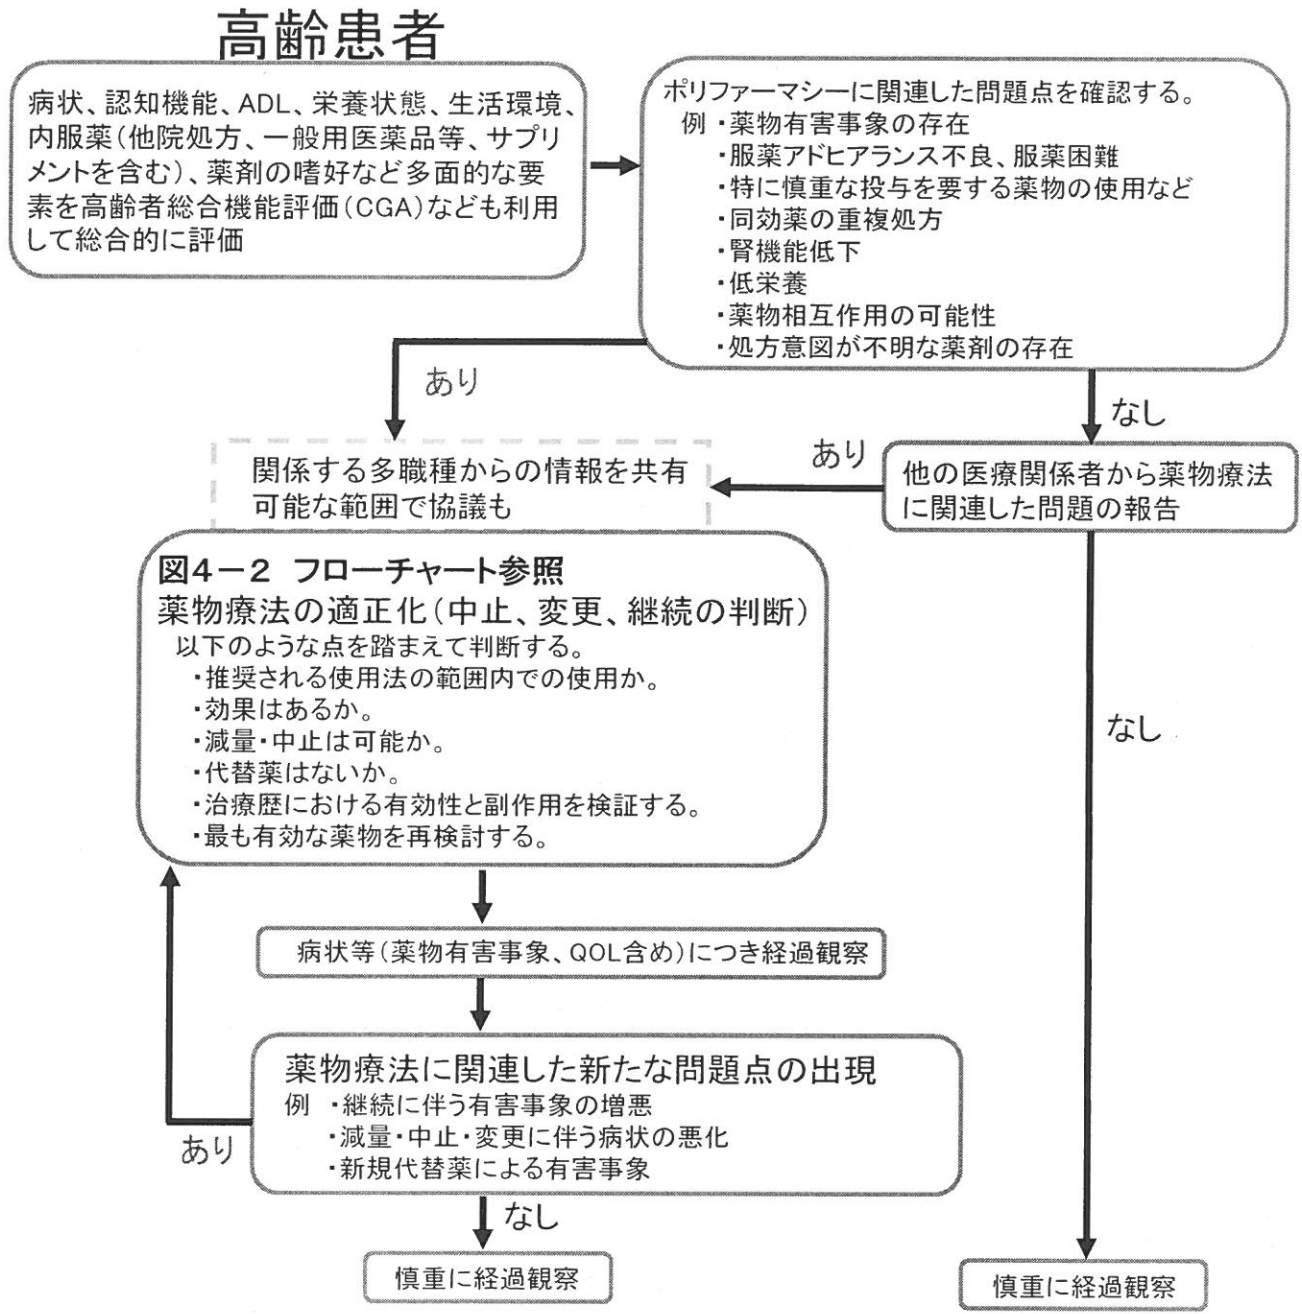 高齢患者
病状、認知機能、ADL、栄養状態、生活環境、
内服薬(他院処方、一般用医薬品等、サプリ
メントを含む)、薬剤の嗜好など多面的な要
素を高齢者総合機能評価(CGA)なども利用
して総合的に評価
ポリファーマシーに関連した問題点を確認する。
例 ・薬物有害事象の存在
・服薬アドヒアランス不良、服薬困難
・特に慎重な投与を要する薬物の使用など
・同効薬の重複処方
・腎機能低下
・低栄養
・薬物相互作用の可能性
・処方意図が不明な薬剤の存在
あり
なし
関係する多職種からの情報を共有
可能な範囲で協議も
あり
他の医療関係者から薬物療法
に関連した問題の報告
図4-2 フローチャート参照
薬物療法の適正化(中止、変更、継続の判断)
以下のような点を踏まえて判断する。
・推奨される使用法の範囲内での使用か。
・効果はあるか。
・減量・中止は可能か。
・代替薬はないか。
・治療歴における有効性と副作用を検証する。
・最も有効な薬物を再検討する。
なし
病状等(薬物有害事象、QOL含め)につき経過観察
薬物療法に関連した新たな問題点の出現
例 ・継続に伴う有害事象の増悪
・減量・中止・変更に伴う病状の悪化
・新規代替薬による有害事象
あり
なし
慎重に経過観察
慎重に経過観察